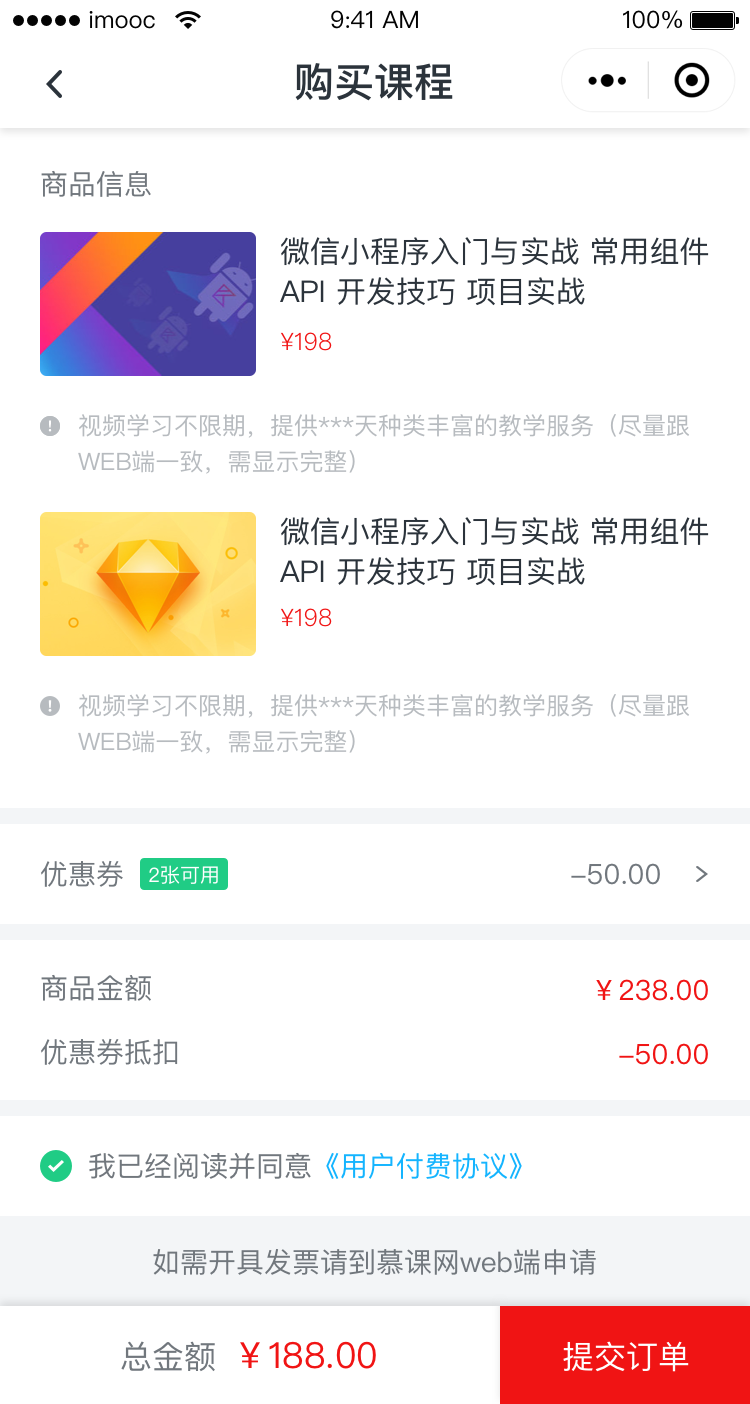 imooc 9:41 AM 100%
购买课程
商品信息
微信小程序入门与实战 常用组件
API 开发技巧 项目实战
¥198
视频学习不限期，提供***天种类丰富的教学服务（尽量跟
WEB端一致，需显示完整）
微信小程序入门与实战 常用组件
API 开发技巧 项目实战
¥198
视频学习不限期，提供***天种类丰富的教学服务（尽量跟
WEB端一致，需显示完整）
优惠券 2张可用 –50.00
商品金额 ¥ 238.00
优惠券抵扣 –50.00
我已经阅读并同意《用户付费协议》
如需开具发票请到慕课网web端申请
总金额 ¥ 188.00 提交订单